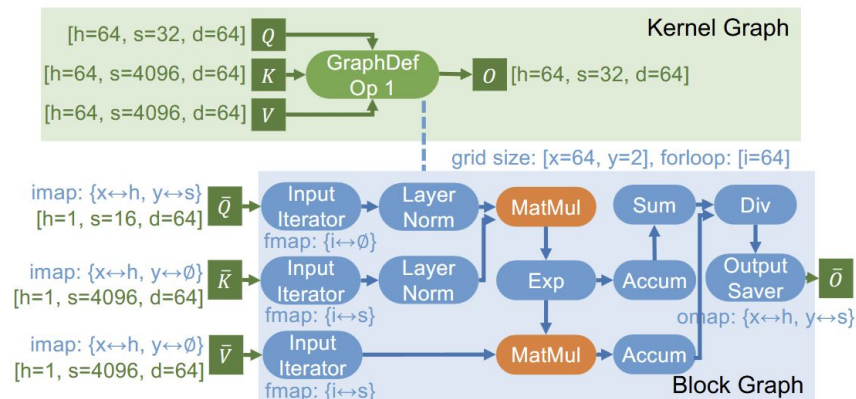 Kernel Graph
[h=64, s=32, d=64] Q
[h=64, s=4096, d=64] K
[h=64, s=4096, d=64] V
GraphDef
Op 1
O [h=64, s=32, d=64]
grid size: [x=64, y=2], forloop: [i=64]
imap: {x↔h, y↔s}
[h=1, s=16, d=64]
Q̄
Input
Iterator
fmap: {i↔∅}
Layer
Norm
MatMul
Sum
Div
imap: {x↔h, y↔∅}
[h=1, s=4096, d=64]
K̄
Input
Iterator
fmap: {i↔s}
Layer
Norm
Exp
Accum
Output
Saver
Ō
omap: {x↔h, y↔s}
imap: {x↔h, y↔∅}
[h=1, s=4096, d=64]
V̄
Input
Iterator
fmap: {i↔s}
MatMul
Accum
Block Graph